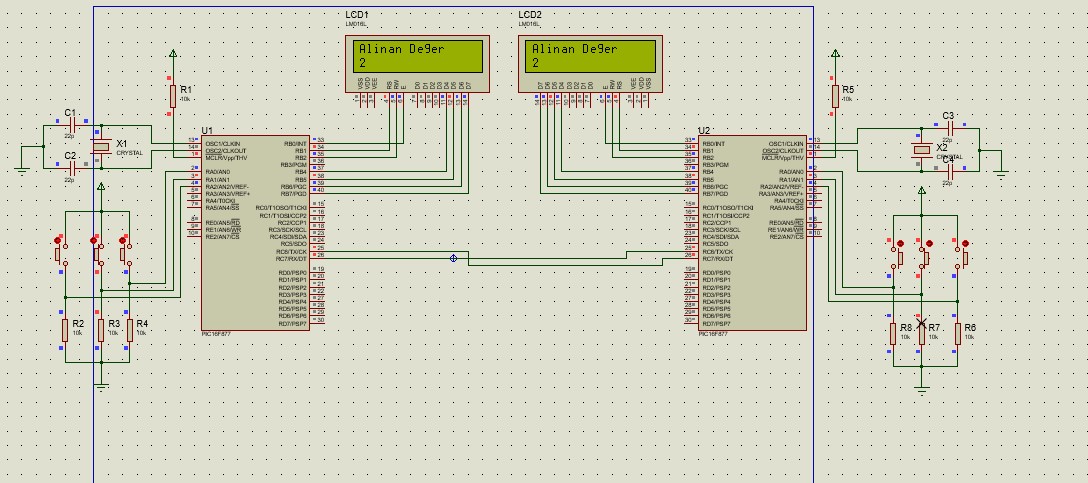 LCD1
LM016L
LCD2
LM016L
Alinan Değer
2
Alinan Değer
2
VSS
VDD
VEE
RS
RW
E
D0
D1
D2
D3
D4
D5
D6
D7
D7
D6
D5
D4
D3
D2
D1
D0
E
RW
RS
VEE
VDD
VSS
R1
10k
R5
10k
C1
22p
C2
22p
X1
CRYSTAL
C3
22p
C4
22p
X2
CRYSTAL
U1
OSC1/CLKIN
OSC2/CLKOUT
MCLR/Vpp/THV
RA0/AN0
RA1/AN1
RA2/AN2/VREF-
RA3/AN3/VREF+
RA4/T0CKI
RA5/AN4/SS
RE0/AN5/RD
RE1/AN6/WR
RE2/AN7/CS
RB0/INT
RB1
RB2
RB3/PGM
RB4
RB5
RB6/PGC
RB7/PGD
RC0/T1OSO/T1CKI
RC1/T1OSI/CCP2
RC2/CCP1
RC3/SCK/SCL
RC4/SDI/SDA
RC5/SDO
RC6/TX/CK
RC7/RX/DT
RD0/PSP0
RD1/PSP1
RD2/PSP2
RD3/PSP3
RD4/PSP4
RD5/PSP5
RD6/PSP6
RD7/PSP7
PIC16F877
U2
RB0/INT
RB1
RB2
RB3/PGM
RB4
RB5
RB6/PGC
RB7/PGD
RC0/T1OSO/T1CKI
RC1/T1OSI/CCP2
RC2/CCP1
RC3/SCK/SCL
RC4/SDI/SDA
RC5/SDO
RC6/TX/CK
RC7/RX/DT
RD0/PSP0
RD1/PSP1
RD2/PSP2
RD3/PSP3
RD4/PSP4
RD5/PSP5
RD6/PSP6
RD7/PSP7
OSC1/CLKIN
OSC2/CLKOUT
MCLR/Vpp/THV
RA0/AN0
RA1/AN1
RA2/AN2/VREF-
RA3/AN3/VREF+
RA4/T0CKI
RA5/AN4/SS
RE0/AN5/RD
RE1/AN6/WR
RE2/AN7/CS
PIC16F877
R2
10k
R3
10k
R4
10k
R8
10k
R7
10k
R6
10k